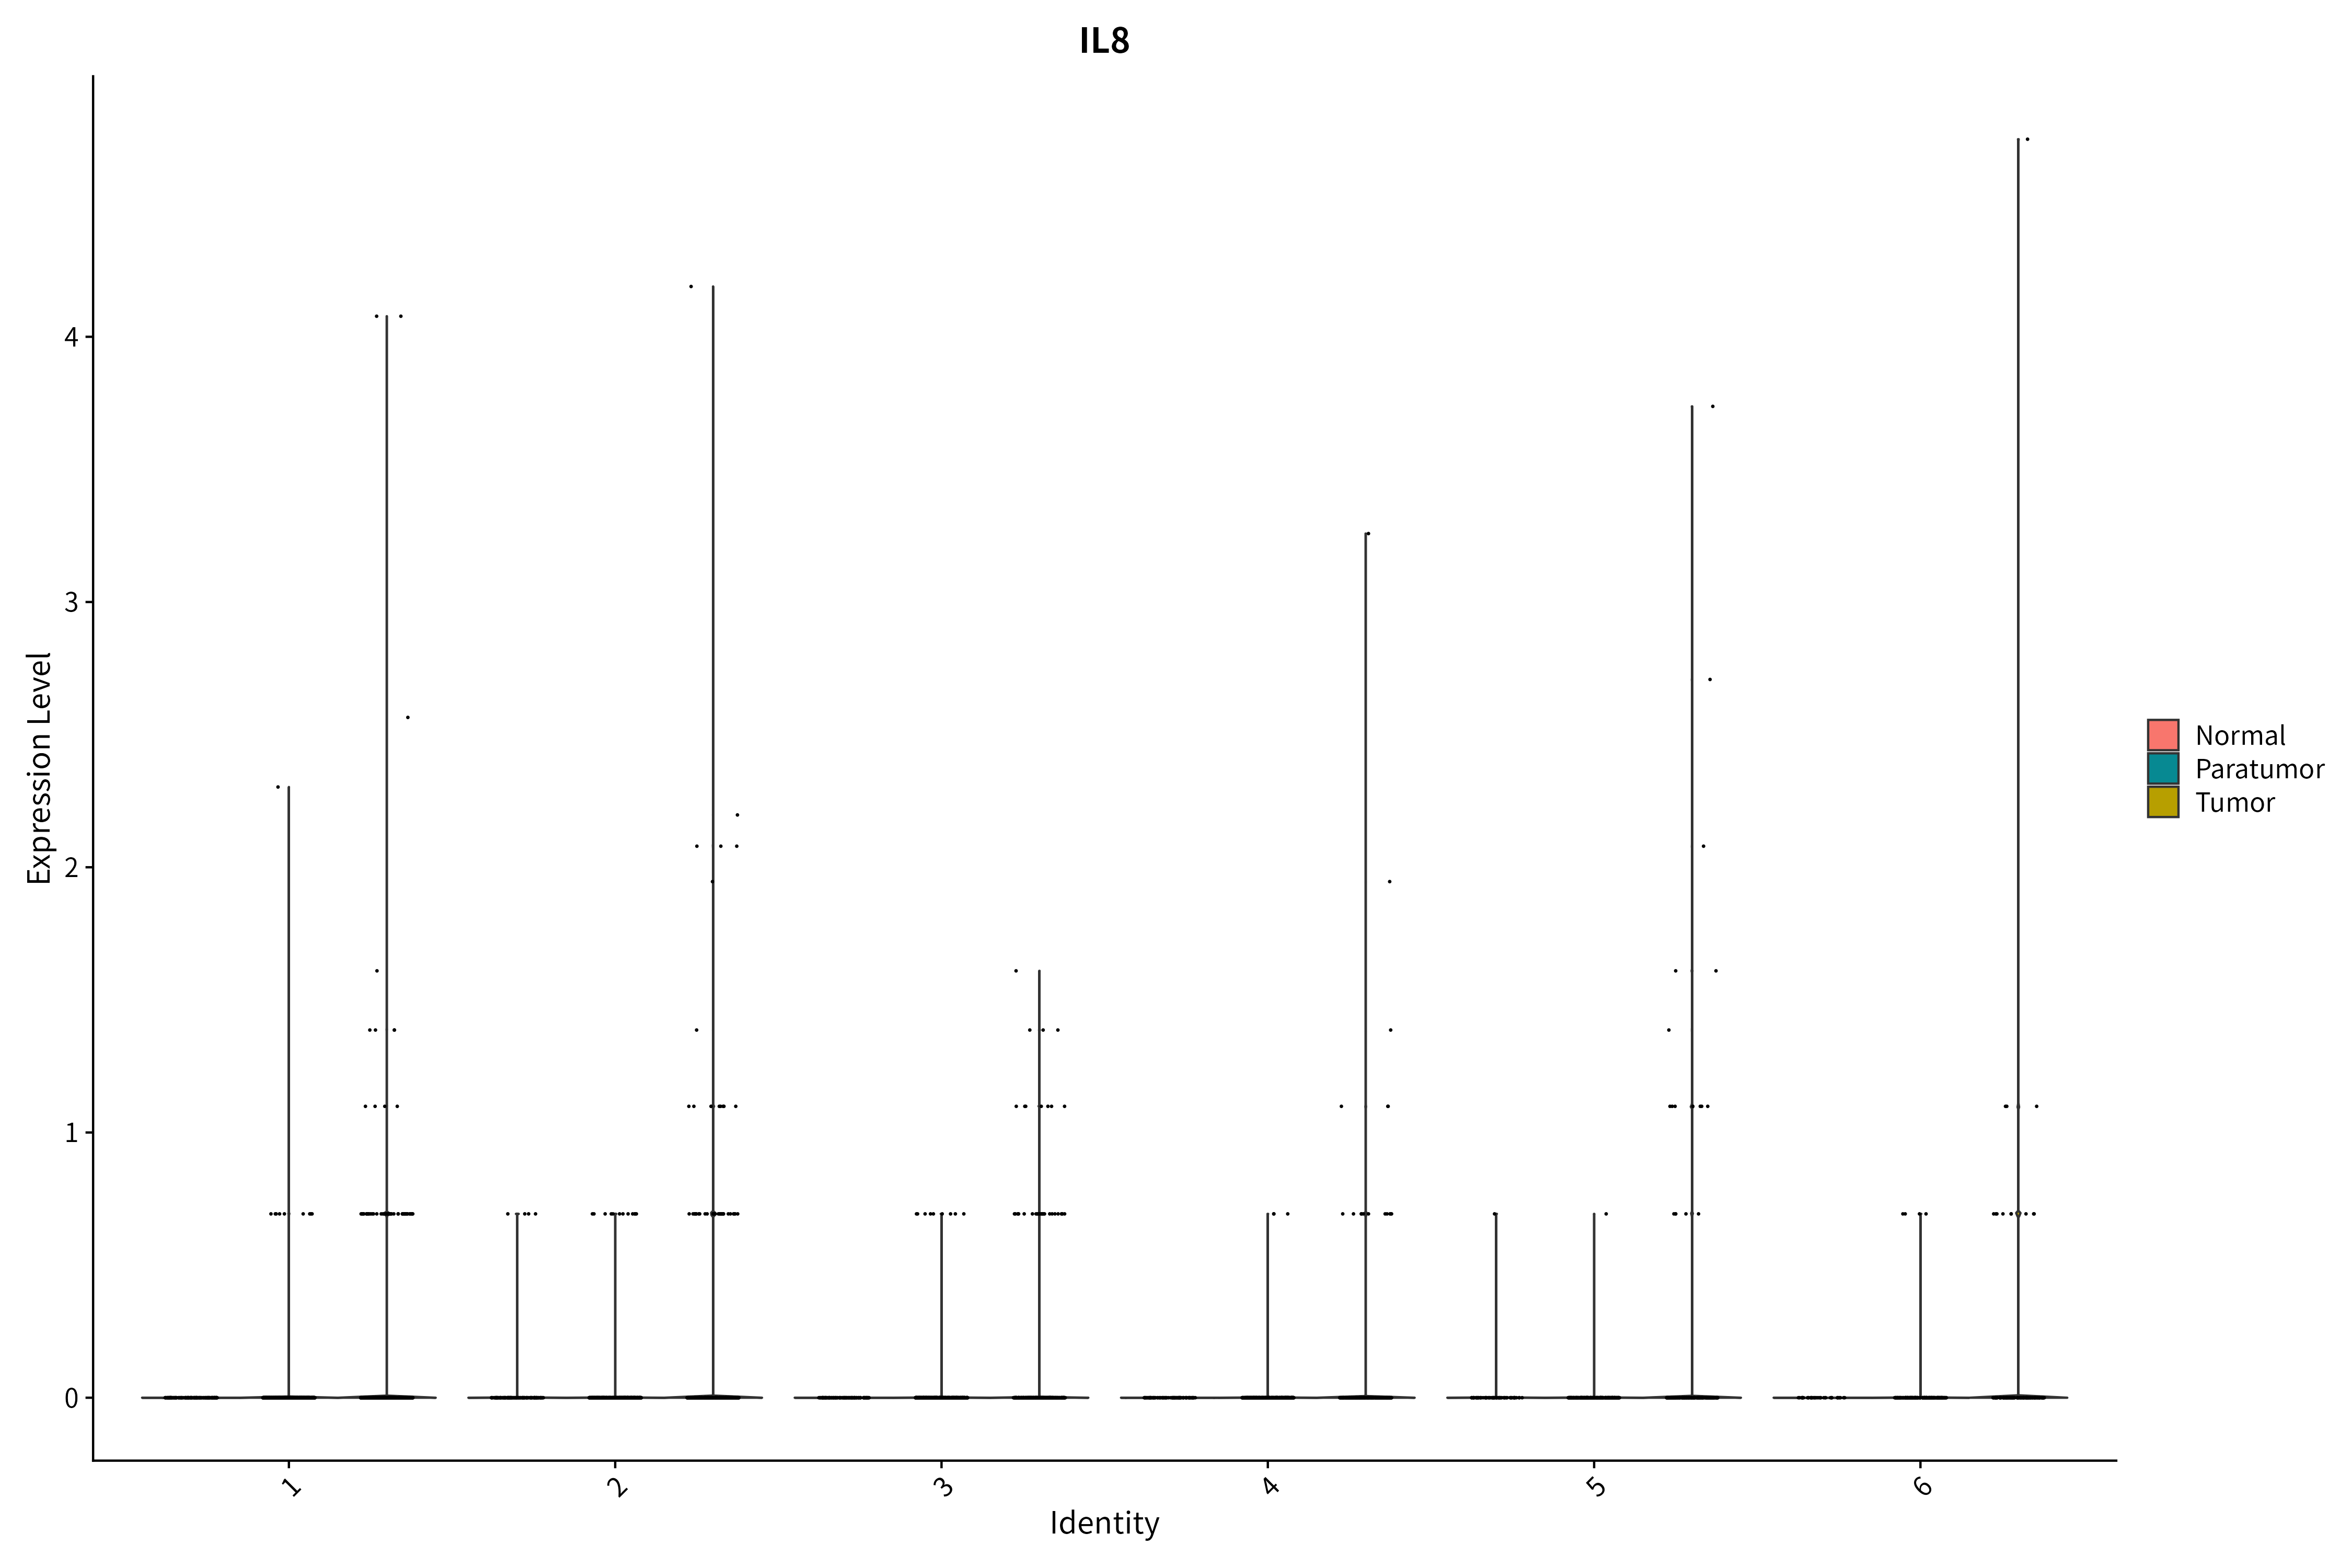 IL8
Expression Level
4
3
2
1
0
1
2
3
4
5
6
Identity
Normal
Paratumor
Tumor